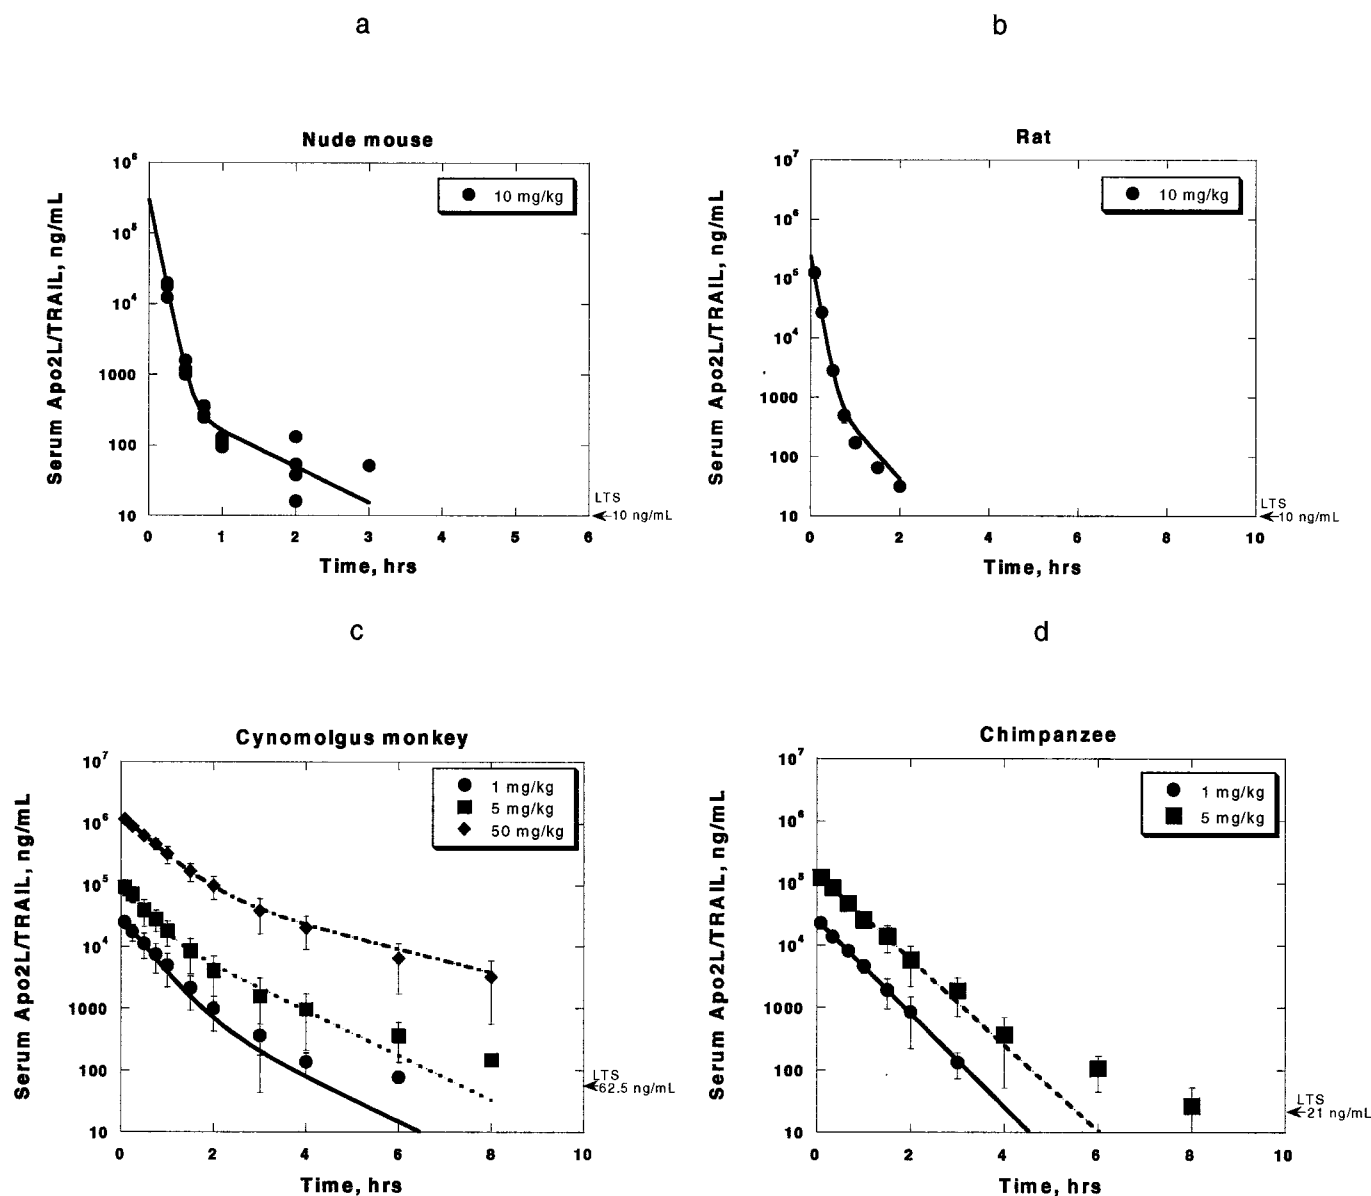 a
b
Nude mouse
10⁶
10⁵
10⁴
1000
100
10
Serum Apo2L/TRAIL, ng/mL
10 mg/kg
LTS
10 ng/mL
0 1 2 3 4 5 6
Time, hrs
Rat
10⁷
10⁶
10⁵
10⁴
1000
100
10
Serum Apo2L/TRAIL, ng/mL
10 mg/kg
LTS
10 ng/mL
0 2 4 6 8 10
Time, hrs
c
d
Cynomolgus monkey
10⁷
10⁶
10⁵
10⁴
1000
100
10
Serum Apo2L/TRAIL, ng/mL
1 mg/kg
5 mg/kg
50 mg/kg
LTS
62.5 ng/mL
0 2 4 6 8 10
Time, hrs
Chimpanzee
10⁷
10⁶
10⁵
10⁴
1000
100
10
Serum Apo2L/TRAIL, ng/mL
1 mg/kg
5 mg/kg
LTS
21 ng/mL
0 2 4 6 8 10
Time, hrs